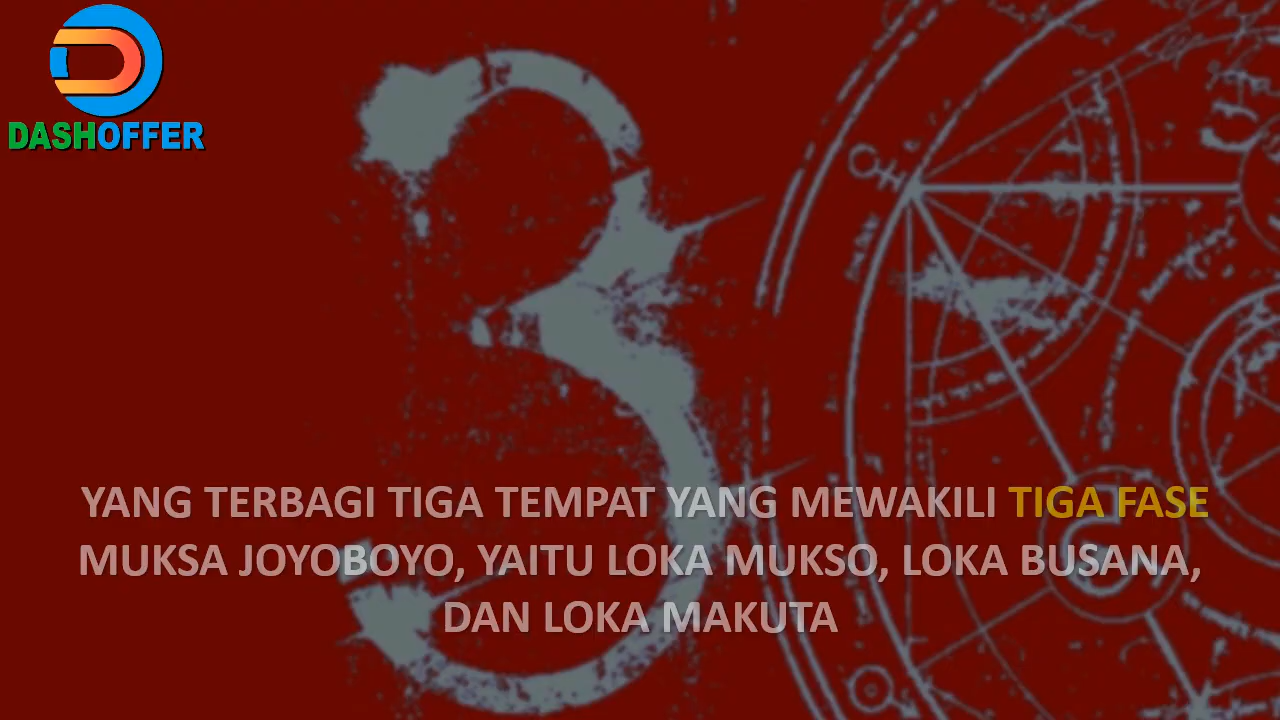 DASHOFFER
3
YANG TERBAGI TIGA TEMPAT YANG MEWAKILI TIGA FASE
MUKSA JOYOBOYO, YAITU LOKA MUKSO, LOKA BUSANA,
DAN LOKA MAKUTA